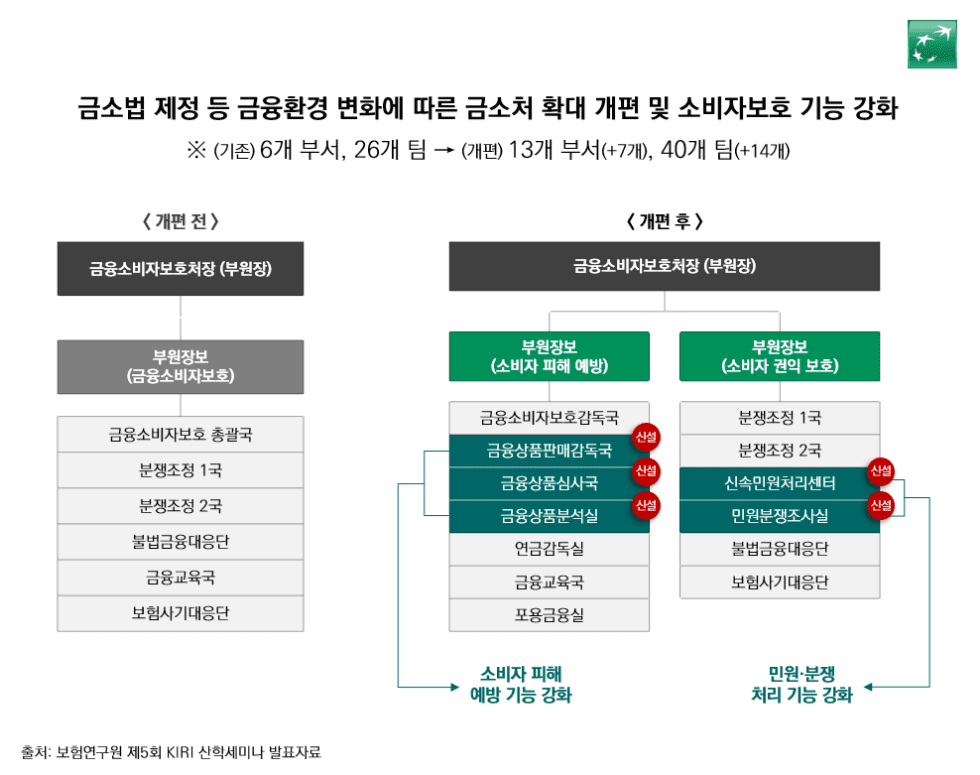 금소법 제정 등 금융환경 변화에 따른 금소처 확대 개편 및 소비자보호 기능 강화
※ (기존) 6개 부서, 26개 팀 → (개편) 13개 부서(+7개), 40개 팀(+14개)
〈 개편 전 〉
금융소비자보호처장 (부원장)
부원장보
(금융소비자보호)
금융소비자보호 총괄국
분쟁조정 1국
분쟁조정 2국
불법금융대응단
금융교육국
보험사기대응단
〈 개편 후 〉
금융소비자보호처장 (부원장)
부원장보
(소비자 피해 예방)
금융소비자보호감독국
금융상품판매감독국
신설
금융상품심사국
신설
금융상품분석실
신설
연금감독실
금융교육국
포용금융실
부원장보
(소비자 권익 보호)
분쟁조정 1국
분쟁조정 2국
신속민원처리센터
신설
민원분쟁조사실
신설
불법금융대응단
보험사기대응단
소비자 피해
예방 기능 강화
민원·분쟁
처리 기능 강화
출처: 보험연구원 제5회 KIRI 산학세미나 발표자료